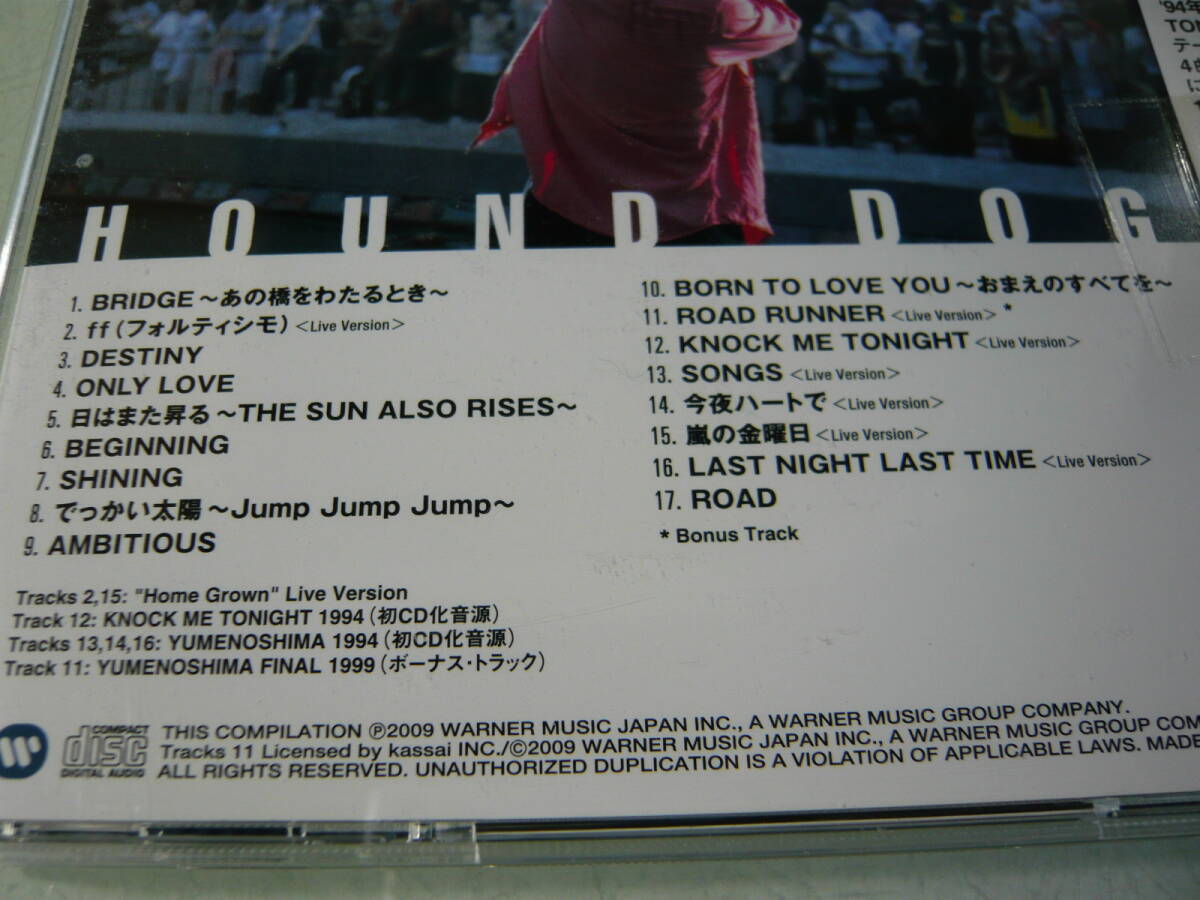 '94年
テー
HOUND DOG
1. BRIDGE～あの橋をわたるとき～
2. ff(フォルティシモ)<Live Version>
3. DESTINY
4. ONLY LOVE
5. 日はまた昇る～THE SUN ALSO RISES～
6. BEGINNING
7. SHINING
8. でっかい太陽～Jump Jump Jump～
9. AMBITIOUS
10. BORN TO LOVE YOU～おまえのすべてを～
11. ROAD RUNNER<Live Version>*
12. KNOCK ME TONIGHT<Live Version>
13. SONGS<Live Version>
14. 今夜ハートで<Live Version>
15. 嵐の金曜日<Live Version>
16. LAST NIGHT LAST TIME<Live Version>
17. ROAD
* Bonus Track
Tracks 2,15: "Home Grown" Live Version
Track 12: KNOCK ME TONIGHT 1994(初CD化音源)
Tracks 13,14,16: YUMENOSHIMA 1994(初CD化音源)
Track 11: YUMENOSHIMA FINAL 1999(ボーナス・トラック)
COMPACT
disc
DIGITAL AUDIO
THIS COMPILATION ℗2009 WARNER MUSIC JAPAN INC., A WARNER MUSIC GROUP COMPANY.
Tracks 11 Licensed by kassai INC./©2009 WARNER MUSIC JAPAN INC., A WARNER MUSIC GROUP COM
ALL RIGHTS RESERVED. UNAUTHORIZED DUPLICATION IS A VIOLATION OF APPLICABLE LAWS. MADE